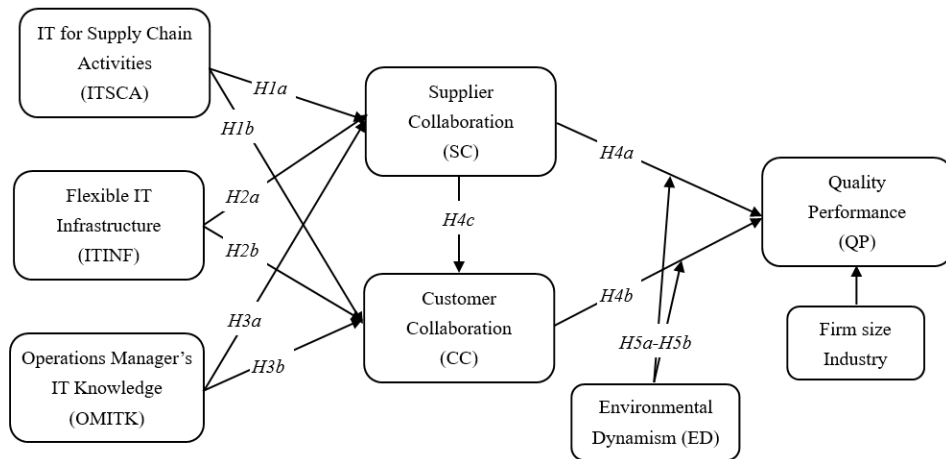 IT for Supply Chain
Activities
(ITSCA)
H1a
H1b
Supplier
Collaboration
(SC)
H4a
Flexible IT
Infrastructure
(ITINF)
H2a
H2b
H4c
Quality
Performance
(QP)
Customer
Collaboration
(CC)
H4b
Operations Manager's
IT Knowledge
(OMITK)
H3a
H3b
H5a-H5b
Firm size
Industry
Environmental
Dynamism (ED)